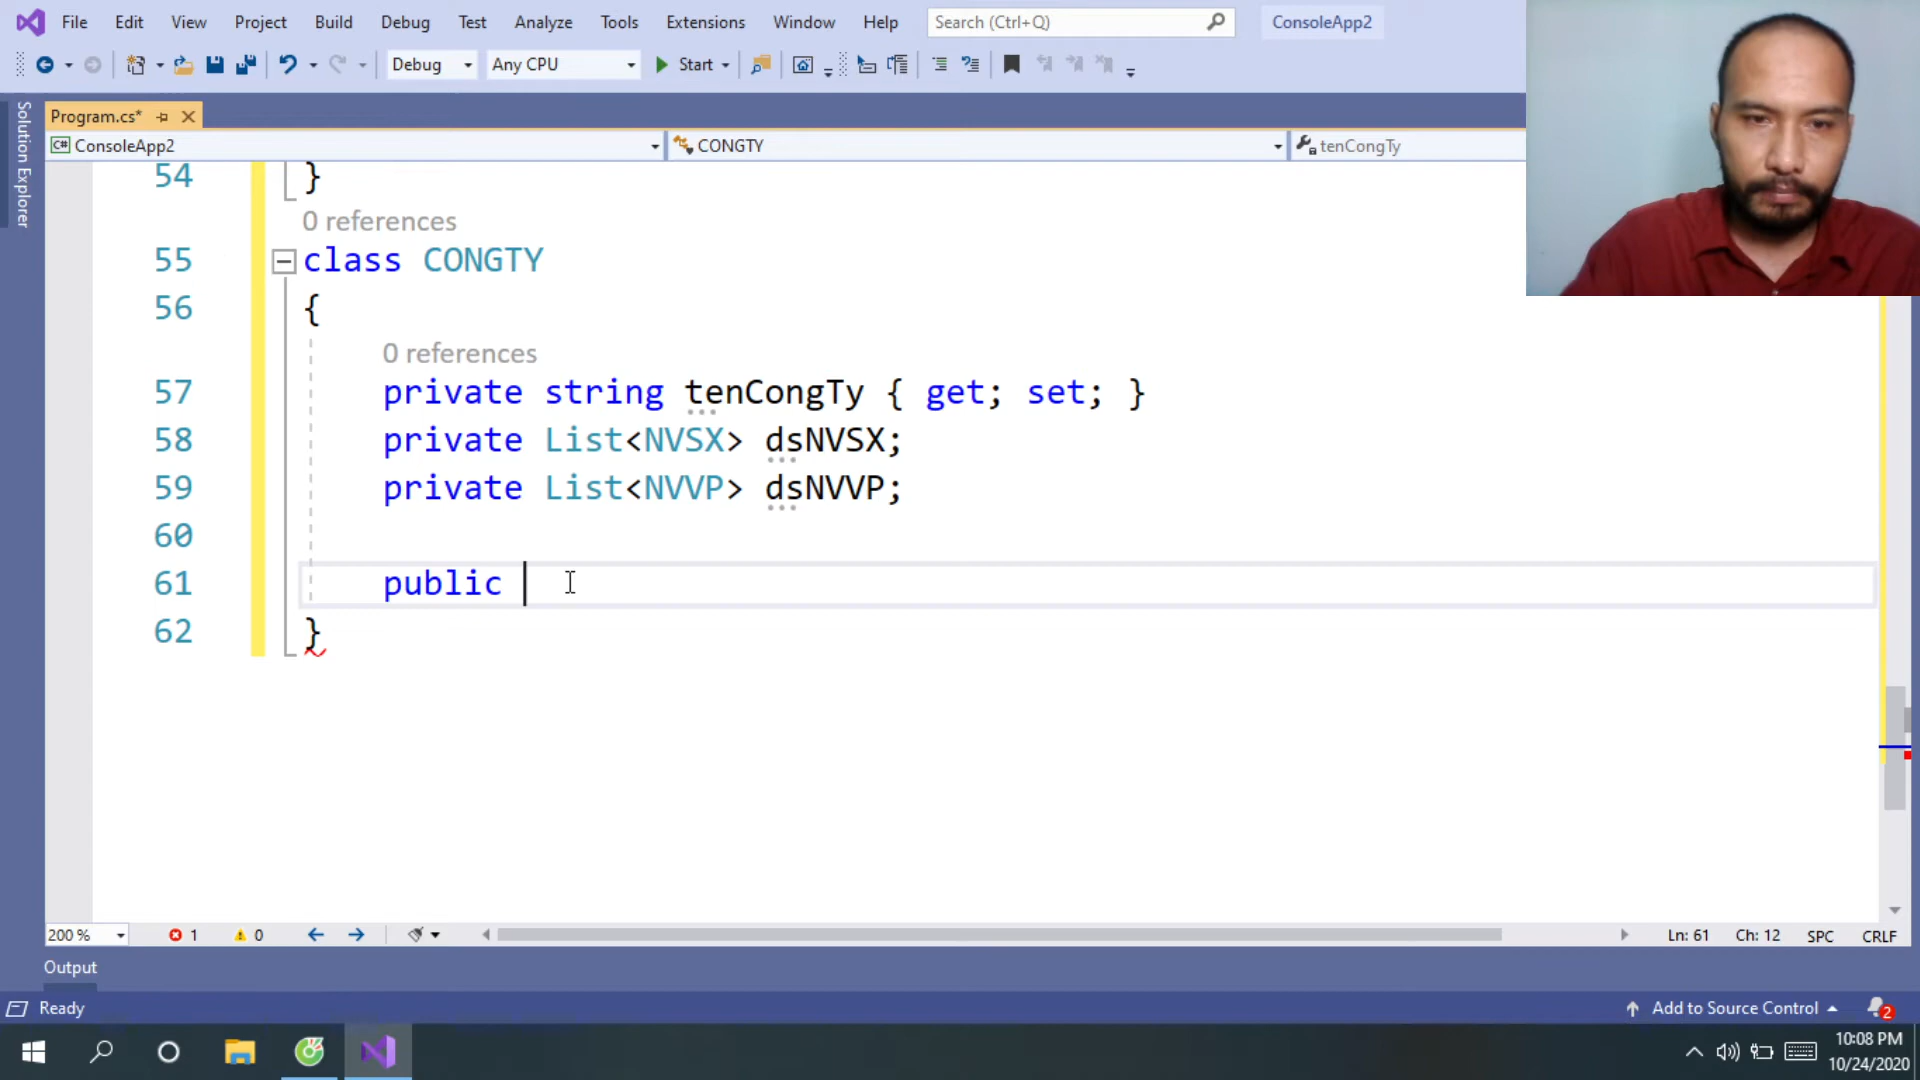 File Edit View Project Build Debug Test Analyze Tools Extensions Window Help Search (Ctrl+Q) ConsoleApp2
Debug Any CPU Start
Solution Explorer
Program.cs*
C# ConsoleApp2 CONGTY tenCongTy
54 }
0 references
55 class CONGTY
56 {
0 references
57 private string tenCongTy { get; set; }
58 private List<NVSX> dsNVSX;
59 private List<NVVP> dsNVVP;
60
61 public
62 }
200 % 1 0 Ln: 61 Ch: 12 SPC CRLF
Output
Ready Add to Source Control 2
10:08 PM
10/24/2020